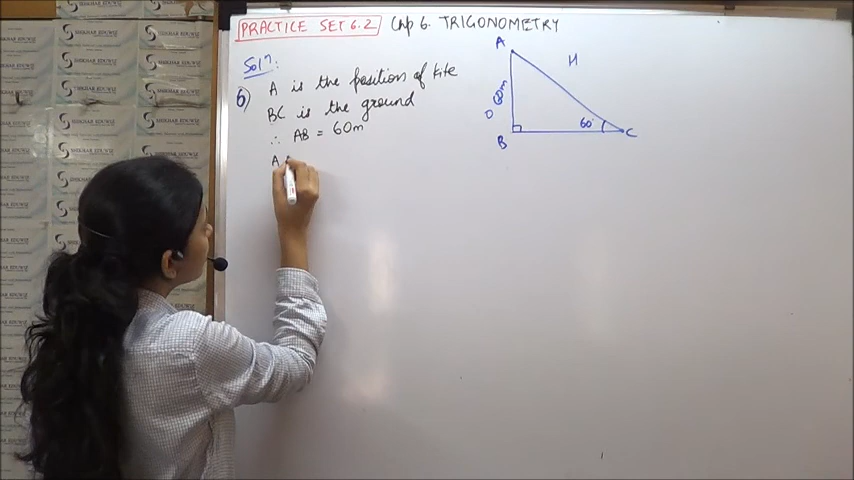 PRACTICE SET 6.2 Chp 6. TRIGONOMETRY
Solⁿ:
6) A is the position of kite
BC is the ground
∴ AB = 60m
A
A
H
60m
O
60°
B
C
SHIKHAR EDUWIZ